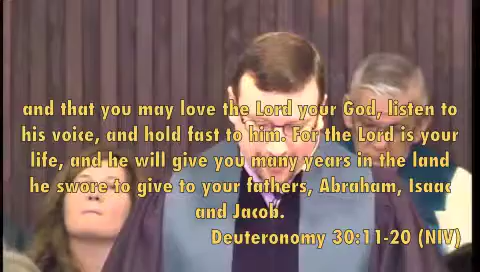 and that you may love the Lord your God, listen to
his voice, and hold fast to him. For the Lord is your
life, and he will give you many years in the land
he swore to give to your fathers, Abraham, Isaac
and Jacob.
Deuteronomy 30:11-20 (NIV)